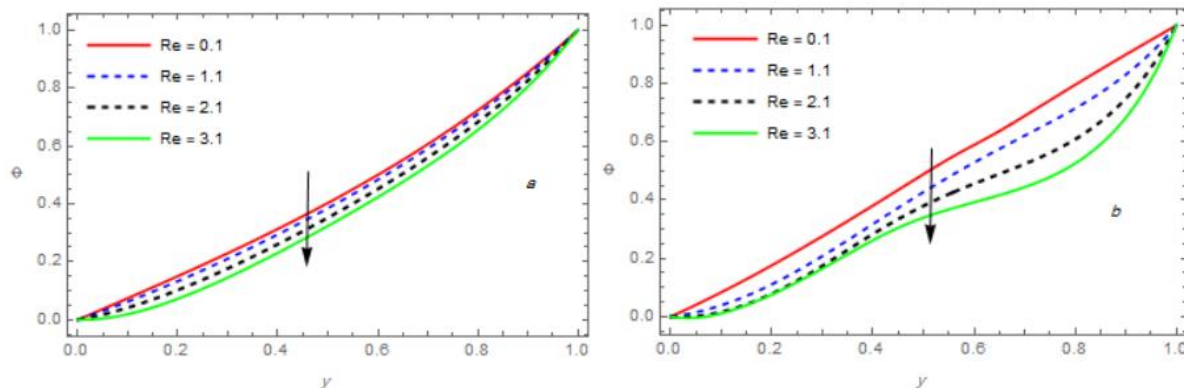 1.0
0.8
0.6
0.4
0.2
0.0
Φ
Re = 0.1
Re = 1.1
Re = 2.1
Re = 3.1
a
0.0 0.2 0.4 0.6 0.8 1.0
y
1.0
0.8
0.6
0.4
0.2
0.0
Φ
Re = 0.1
Re = 1.1
Re = 2.1
Re = 3.1
b
0.0 0.2 0.4 0.6 0.8 1.0
y